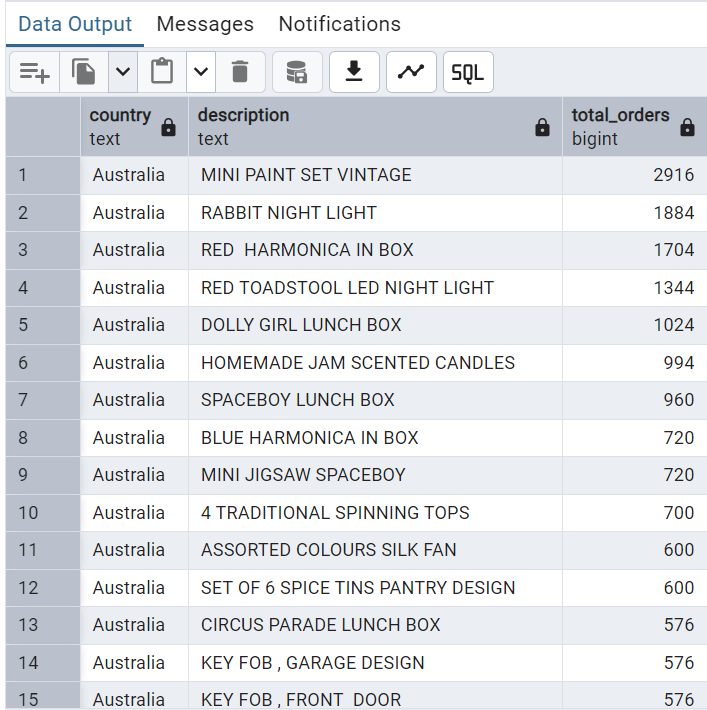 Data Output Messages Notifications
SQL
country description total_orders
text text bigint
1 Australia MINI PAINT SET VINTAGE 2916
2 Australia RABBIT NIGHT LIGHT 1884
3 Australia RED  HARMONICA IN BOX 1704
4 Australia RED TOADSTOOL LED NIGHT LIGHT 1344
5 Australia DOLLY GIRL LUNCH BOX 1024
6 Australia HOMEMADE JAM SCENTED CANDLES 994
7 Australia SPACEBOY LUNCH BOX 960
8 Australia BLUE HARMONICA IN BOX 720
9 Australia MINI JIGSAW SPACEBOY 720
10 Australia 4 TRADITIONAL SPINNING TOPS 700
11 Australia ASSORTED COLOURS SILK FAN 600
12 Australia SET OF 6 SPICE TINS PANTRY DESIGN 600
13 Australia CIRCUS PARADE LUNCH BOX 576
14 Australia KEY FOB , GARAGE DESIGN 576
15 Australia KEY FOB , FRONT  DOOR 576